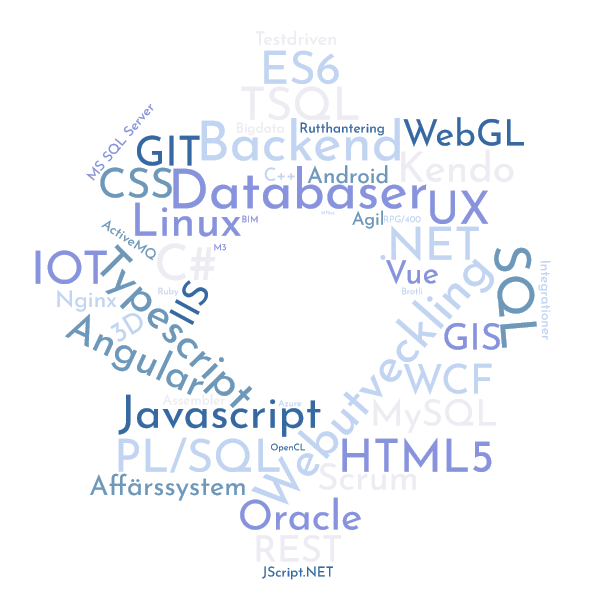 Testdriven
ES6
TSQL
MS SQL Server
Bigdata
Rutthantering
Backend
WebGL
GIT
Kendo
CSS
C++
Android
Databaser
UX
Linux
BIM
Agil
RPG/400
ActiveMQ
M3
.NET
IOT
C#
Vue
SQL
Integrationer
Typescript
Nginx
Ruby
IIS
Brotli
3D
Angular
Webutveckling
GIS
WCF
Assembler
Azure
Javascript
MySQL
PL/SQL
OpenCL
HTML5
Scrum
Affärssystem
Oracle
REST
JScript.NET